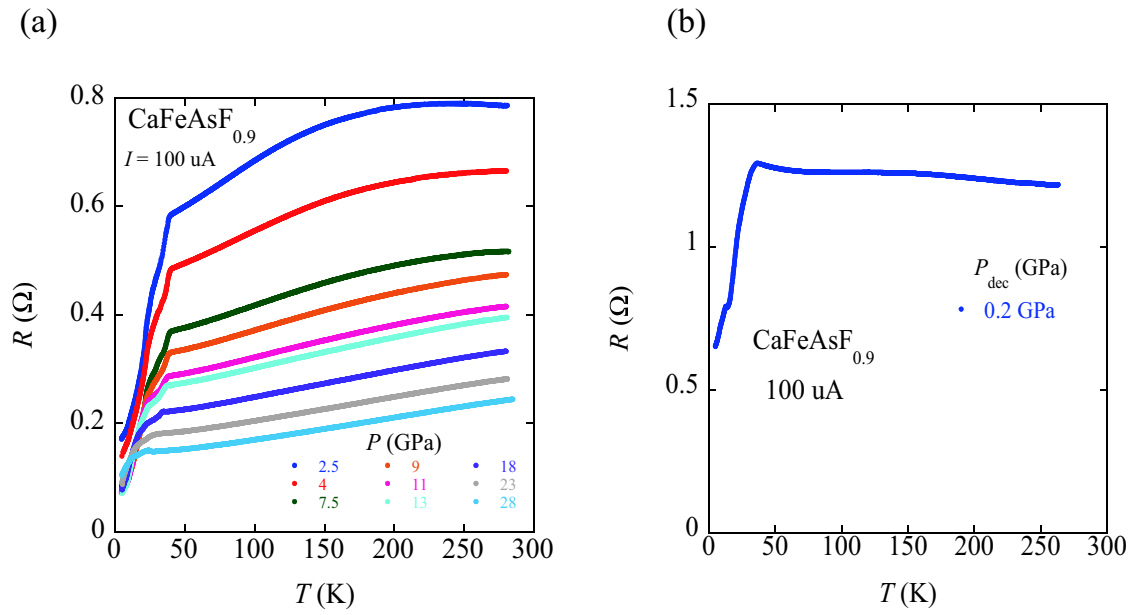 (a)
0.8
0.6
0.4
0.2
0
R (Ω)
CaFeAsF0.9
I = 100 uA
P (GPa)
2.5 9 18
4 11 23
7.5 13 28
0 50 100 150 200 250 300
T (K)
(b)
1.5
1
0.5
0
R (Ω)
Pdec (GPa)
0.2 GPa
CaFeAsF0.9
100 uA
0 50 100 150 200 250 300
T (K)